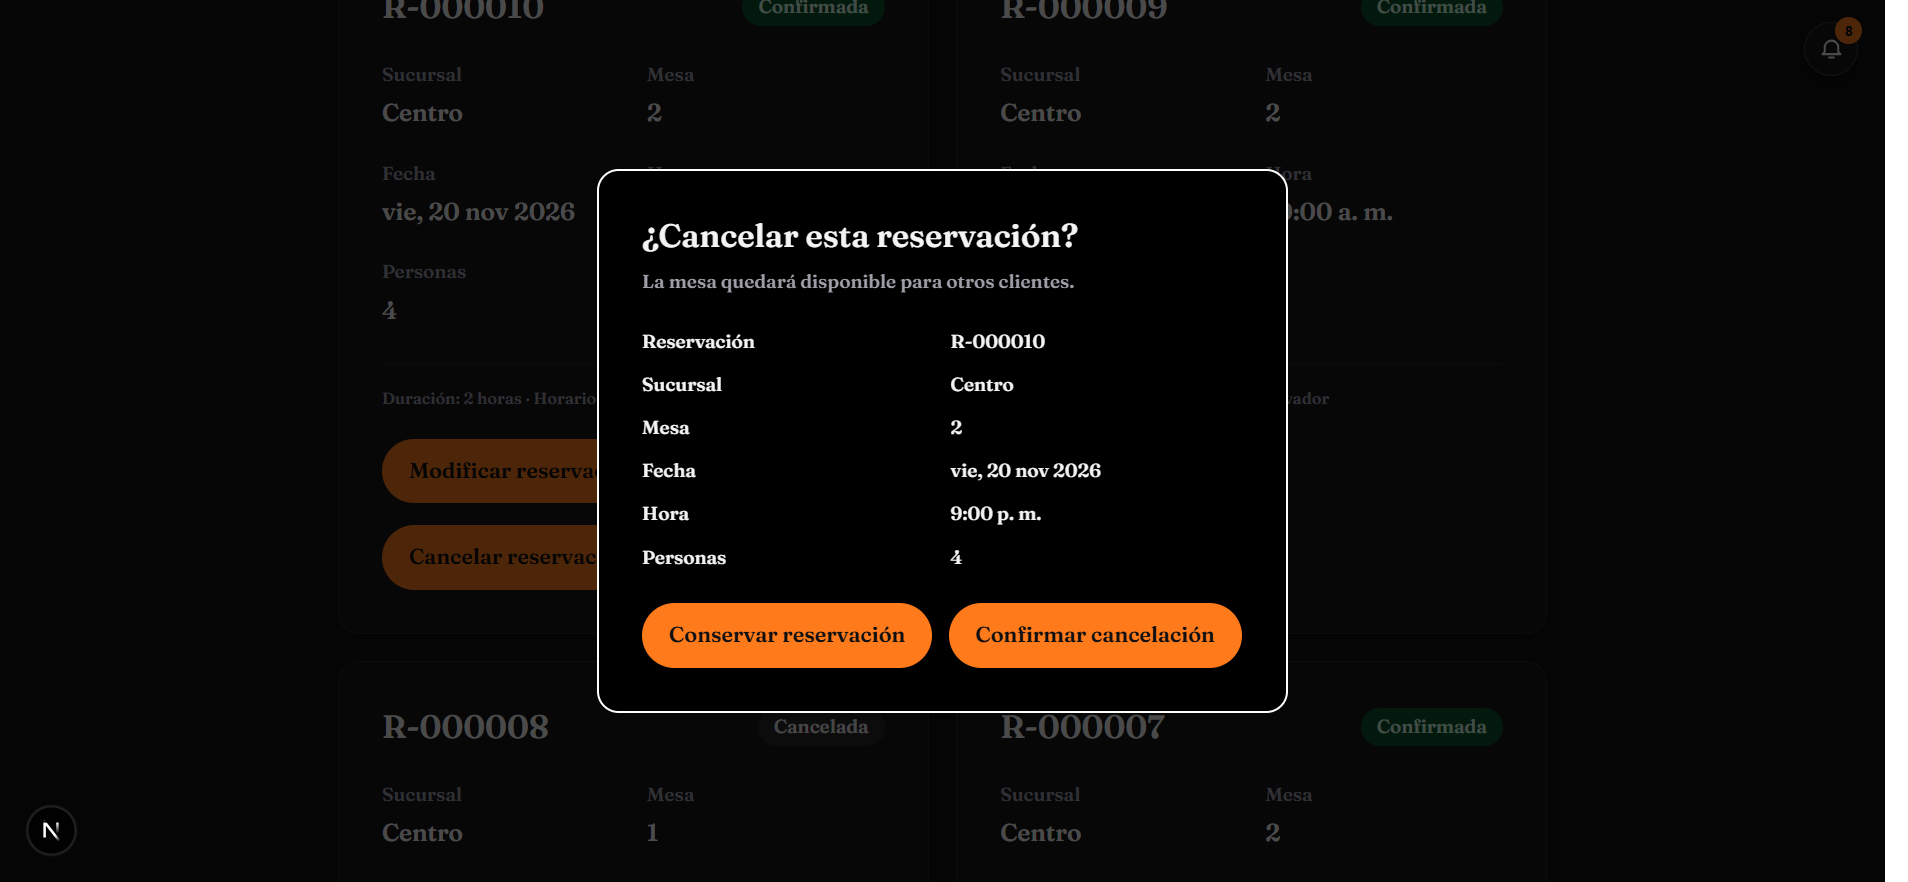 R-000010 Confirmada
R-000009 Confirmada
8
Sucursal Mesa
Centro 2
Sucursal Mesa
Centro 2
Fecha
vie, 20 nov 2026
Hora
:00 a. m.
Personas
4
Duración: 2 horas · Horario
Modificar
Cancelar
¿Cancelar esta reservación?
La mesa quedará disponible para otros clientes.
Reservación R-000010
Sucursal Centro
Mesa 2
Fecha vie, 20 nov 2026
Hora 9:00 p. m.
Personas 4
Conservar reservación Confirmar cancelación
R-000008 Cancelada
R-000007 Confirmada
Sucursal Mesa
Centro 1
Sucursal Mesa
Centro 2
N